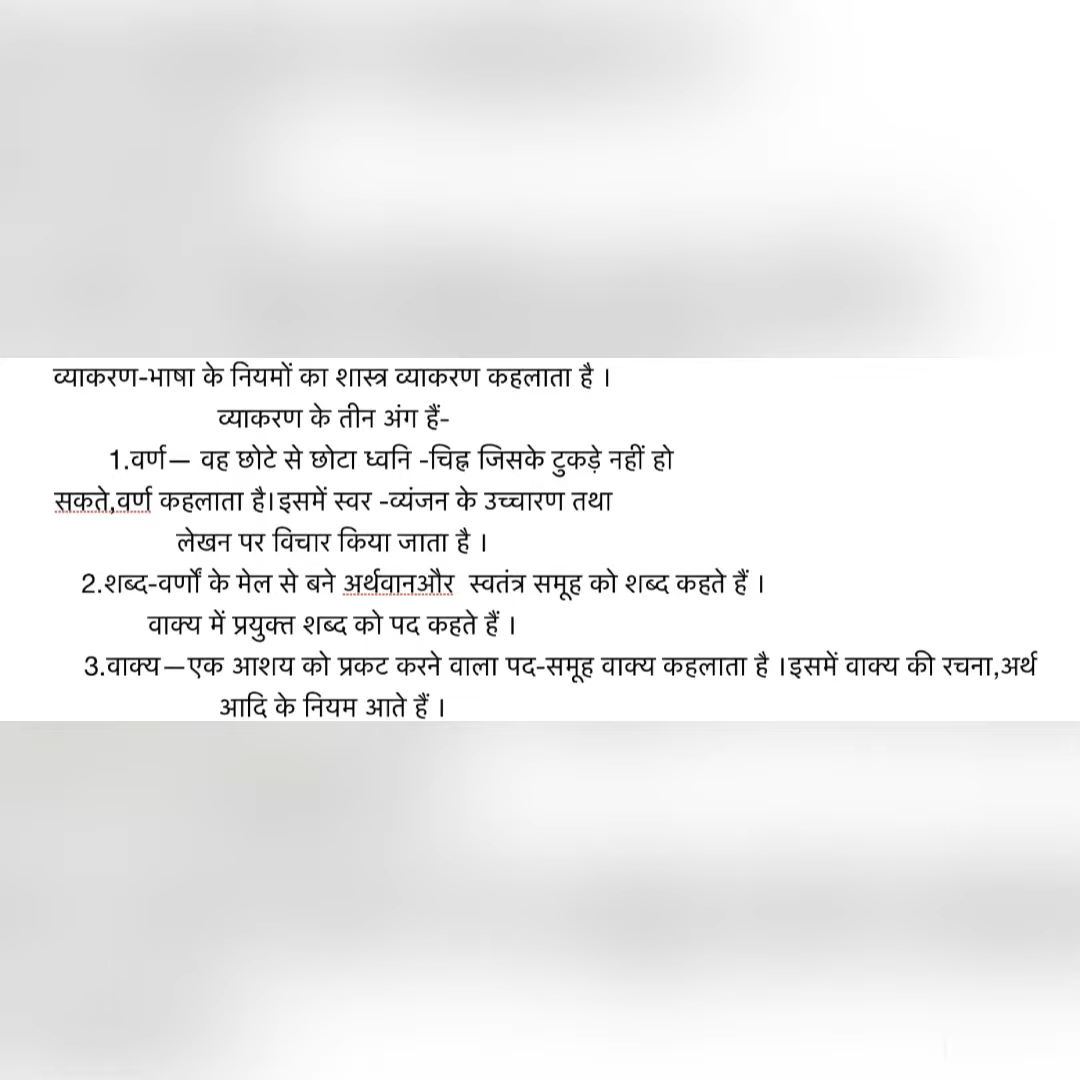 व्याकरण-भाषा के नियमों का शास्त्र व्याकरण कहलाता है ।
व्याकरण के तीन अंग हैं-
1.वर्ण— वह छोटे से छोटा ध्वनि -चिह्न जिसके टुकड़े नहीं हो
सकते,वर्ण कहलाता है।इसमें स्वर -व्यंजन के उच्चारण तथा
लेखन पर विचार किया जाता है ।
2.शब्द-वर्णों के मेल से बने अर्थवानऔर स्वतंत्र समूह को शब्द कहते हैं ।
वाक्य में प्रयुक्त शब्द को पद कहते हैं ।
3.वाक्य—एक आशय को प्रकट करने वाला पद-समूह वाक्य कहलाता है ।इसमें वाक्य की रचना,अर्थ
आदि के नियम आते हैं ।